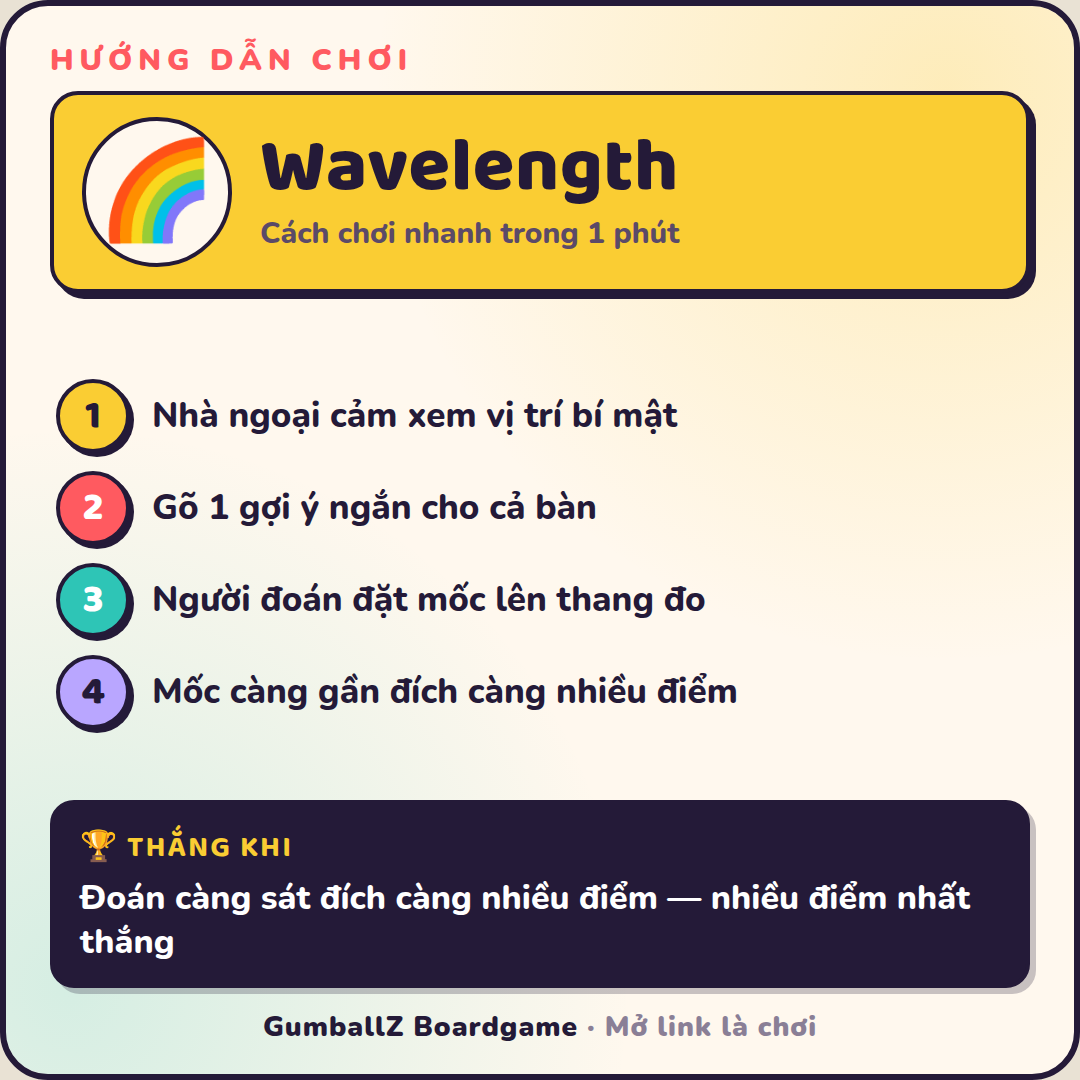 HƯỚNG DẪN CHƠI
Wavelength
Cách chơi nhanh trong 1 phút
1 Nhà ngoại cảm xem vị trí bí mật
2 Gõ 1 gợi ý ngắn cho cả bàn
3 Người đoán đặt mốc lên thang đo
4 Mốc càng gần đích càng nhiều điểm
🏆 THẮNG KHI
Đoán càng sát đích càng nhiều điểm — nhiều điểm nhất
thắng
GumballZ Boardgame · Mở link là chơi